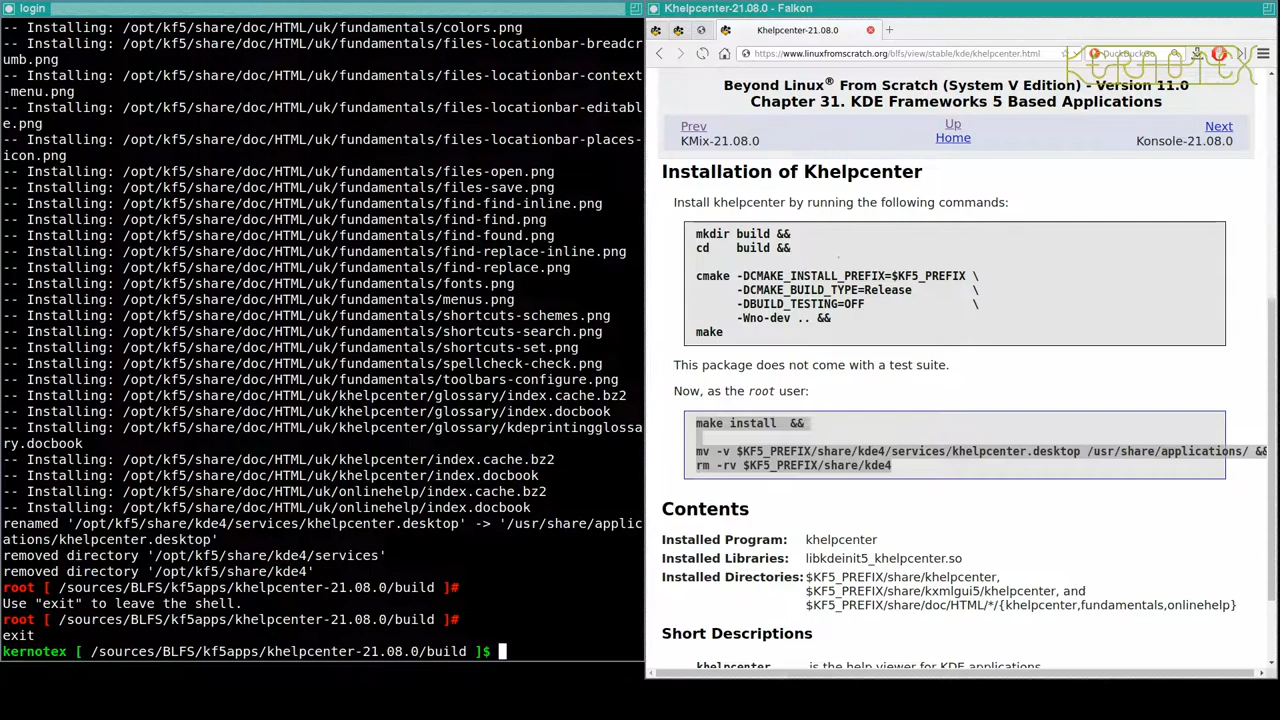 login
-- Installing: /opt/kf5/share/doc/HTML/uk/fundamentals/colors.png
-- Installing: /opt/kf5/share/doc/HTML/uk/fundamentals/files-locationbar-breadcr
umb.png
-- Installing: /opt/kf5/share/doc/HTML/uk/fundamentals/files-locationbar-context
-menu.png
-- Installing: /opt/kf5/share/doc/HTML/uk/fundamentals/files-locationbar-editabl
e.png
-- Installing: /opt/kf5/share/doc/HTML/uk/fundamentals/files-locationbar-places-
icon.png
-- Installing: /opt/kf5/share/doc/HTML/uk/fundamentals/files-open.png
-- Installing: /opt/kf5/share/doc/HTML/uk/fundamentals/files-save.png
-- Installing: /opt/kf5/share/doc/HTML/uk/fundamentals/find-find-inline.png
-- Installing: /opt/kf5/share/doc/HTML/uk/fundamentals/find-find.png
-- Installing: /opt/kf5/share/doc/HTML/uk/fundamentals/find-found.png
-- Installing: /opt/kf5/share/doc/HTML/uk/fundamentals/find-replace-inline.png
-- Installing: /opt/kf5/share/doc/HTML/uk/fundamentals/find-replace.png
-- Installing: /opt/kf5/share/doc/HTML/uk/fundamentals/fonts.png
-- Installing: /opt/kf5/share/doc/HTML/uk/fundamentals/menus.png
-- Installing: /opt/kf5/share/doc/HTML/uk/fundamentals/shortcuts-schemes.png
-- Installing: /opt/kf5/share/doc/HTML/uk/fundamentals/shortcuts-search.png
-- Installing: /opt/kf5/share/doc/HTML/uk/fundamentals/shortcuts-set.png
-- Installing: /opt/kf5/share/doc/HTML/uk/fundamentals/spellcheck-check.png
-- Installing: /opt/kf5/share/doc/HTML/uk/fundamentals/toolbars-configure.png
-- Installing: /opt/kf5/share/doc/HTML/uk/khelpcenter/glossary/index.cache.bz2
-- Installing: /opt/kf5/share/doc/HTML/uk/khelpcenter/glossary/index.docbook
-- Installing: /opt/kf5/share/doc/HTML/uk/khelpcenter/glossary/kdeprintingglossa
ry.docbook
-- Installing: /opt/kf5/share/doc/HTML/uk/khelpcenter/index.cache.bz2
-- Installing: /opt/kf5/share/doc/HTML/uk/khelpcenter/index.docbook
-- Installing: /opt/kf5/share/doc/HTML/uk/onlinehelp/index.cache.bz2
-- Installing: /opt/kf5/share/doc/HTML/uk/onlinehelp/index.docbook
renamed '/opt/kf5/share/kde4/services/khelpcenter.desktop' -> '/usr/share/applic
ations/khelpcenter.desktop'
removed directory '/opt/kf5/share/kde4/services'
removed directory '/opt/kf5/share/kde4'
root [ /sources/BLFS/kf5apps/khelpcenter-21.08.0/build ]#
Use "exit" to leave the shell.
root [ /sources/BLFS/kf5apps/khelpcenter-21.08.0/build ]#
exit
kernotex [ /sources/BLFS/kf5apps/khelpcenter-21.08.0/build ]$
Khelpcenter-21.08.0 - Falkon
Khelpcenter-21.08.0
https://www.linuxfromscratch.org/blfs/view/stable/kde/khelpcenter.html
DuckDuckGo
KERNOTEX
Beyond Linux® From Scratch (System V Edition) - Version 11.0
Chapter 31. KDE Frameworks 5 Based Applications
Prev Up Next
KMix-21.08.0 Home Konsole-21.08.0
Installation of Khelpcenter
Install khelpcenter by running the following commands:
mkdir build &&
cd    build &&
cmake -DCMAKE_INSTALL_PREFIX=$KF5_PREFIX \
-DCMAKE_BUILD_TYPE=Release \
-DBUILD_TESTING=OFF \
-Wno-dev .. &&
make
This package does not come with a test suite.
Now, as the root user:
make install  &&
mv -v $KF5_PREFIX/share/kde4/services/khelpcenter.desktop /usr/share/applications/ &&
rm -rv $KF5_PREFIX/share/kde4
Contents
Installed Program: khelpcenter
Installed Libraries: libkdeinit5_khelpcenter.so
Installed Directories: $KF5_PREFIX/share/khelpcenter,
$KF5_PREFIX/share/kxmlgui5/khelpcenter, and
$KF5_PREFIX/share/doc/HTML/*/{khelpcenter,fundamentals,onlinehelp}
Short Descriptions
khelpcenter is the help viewer for KDE applications